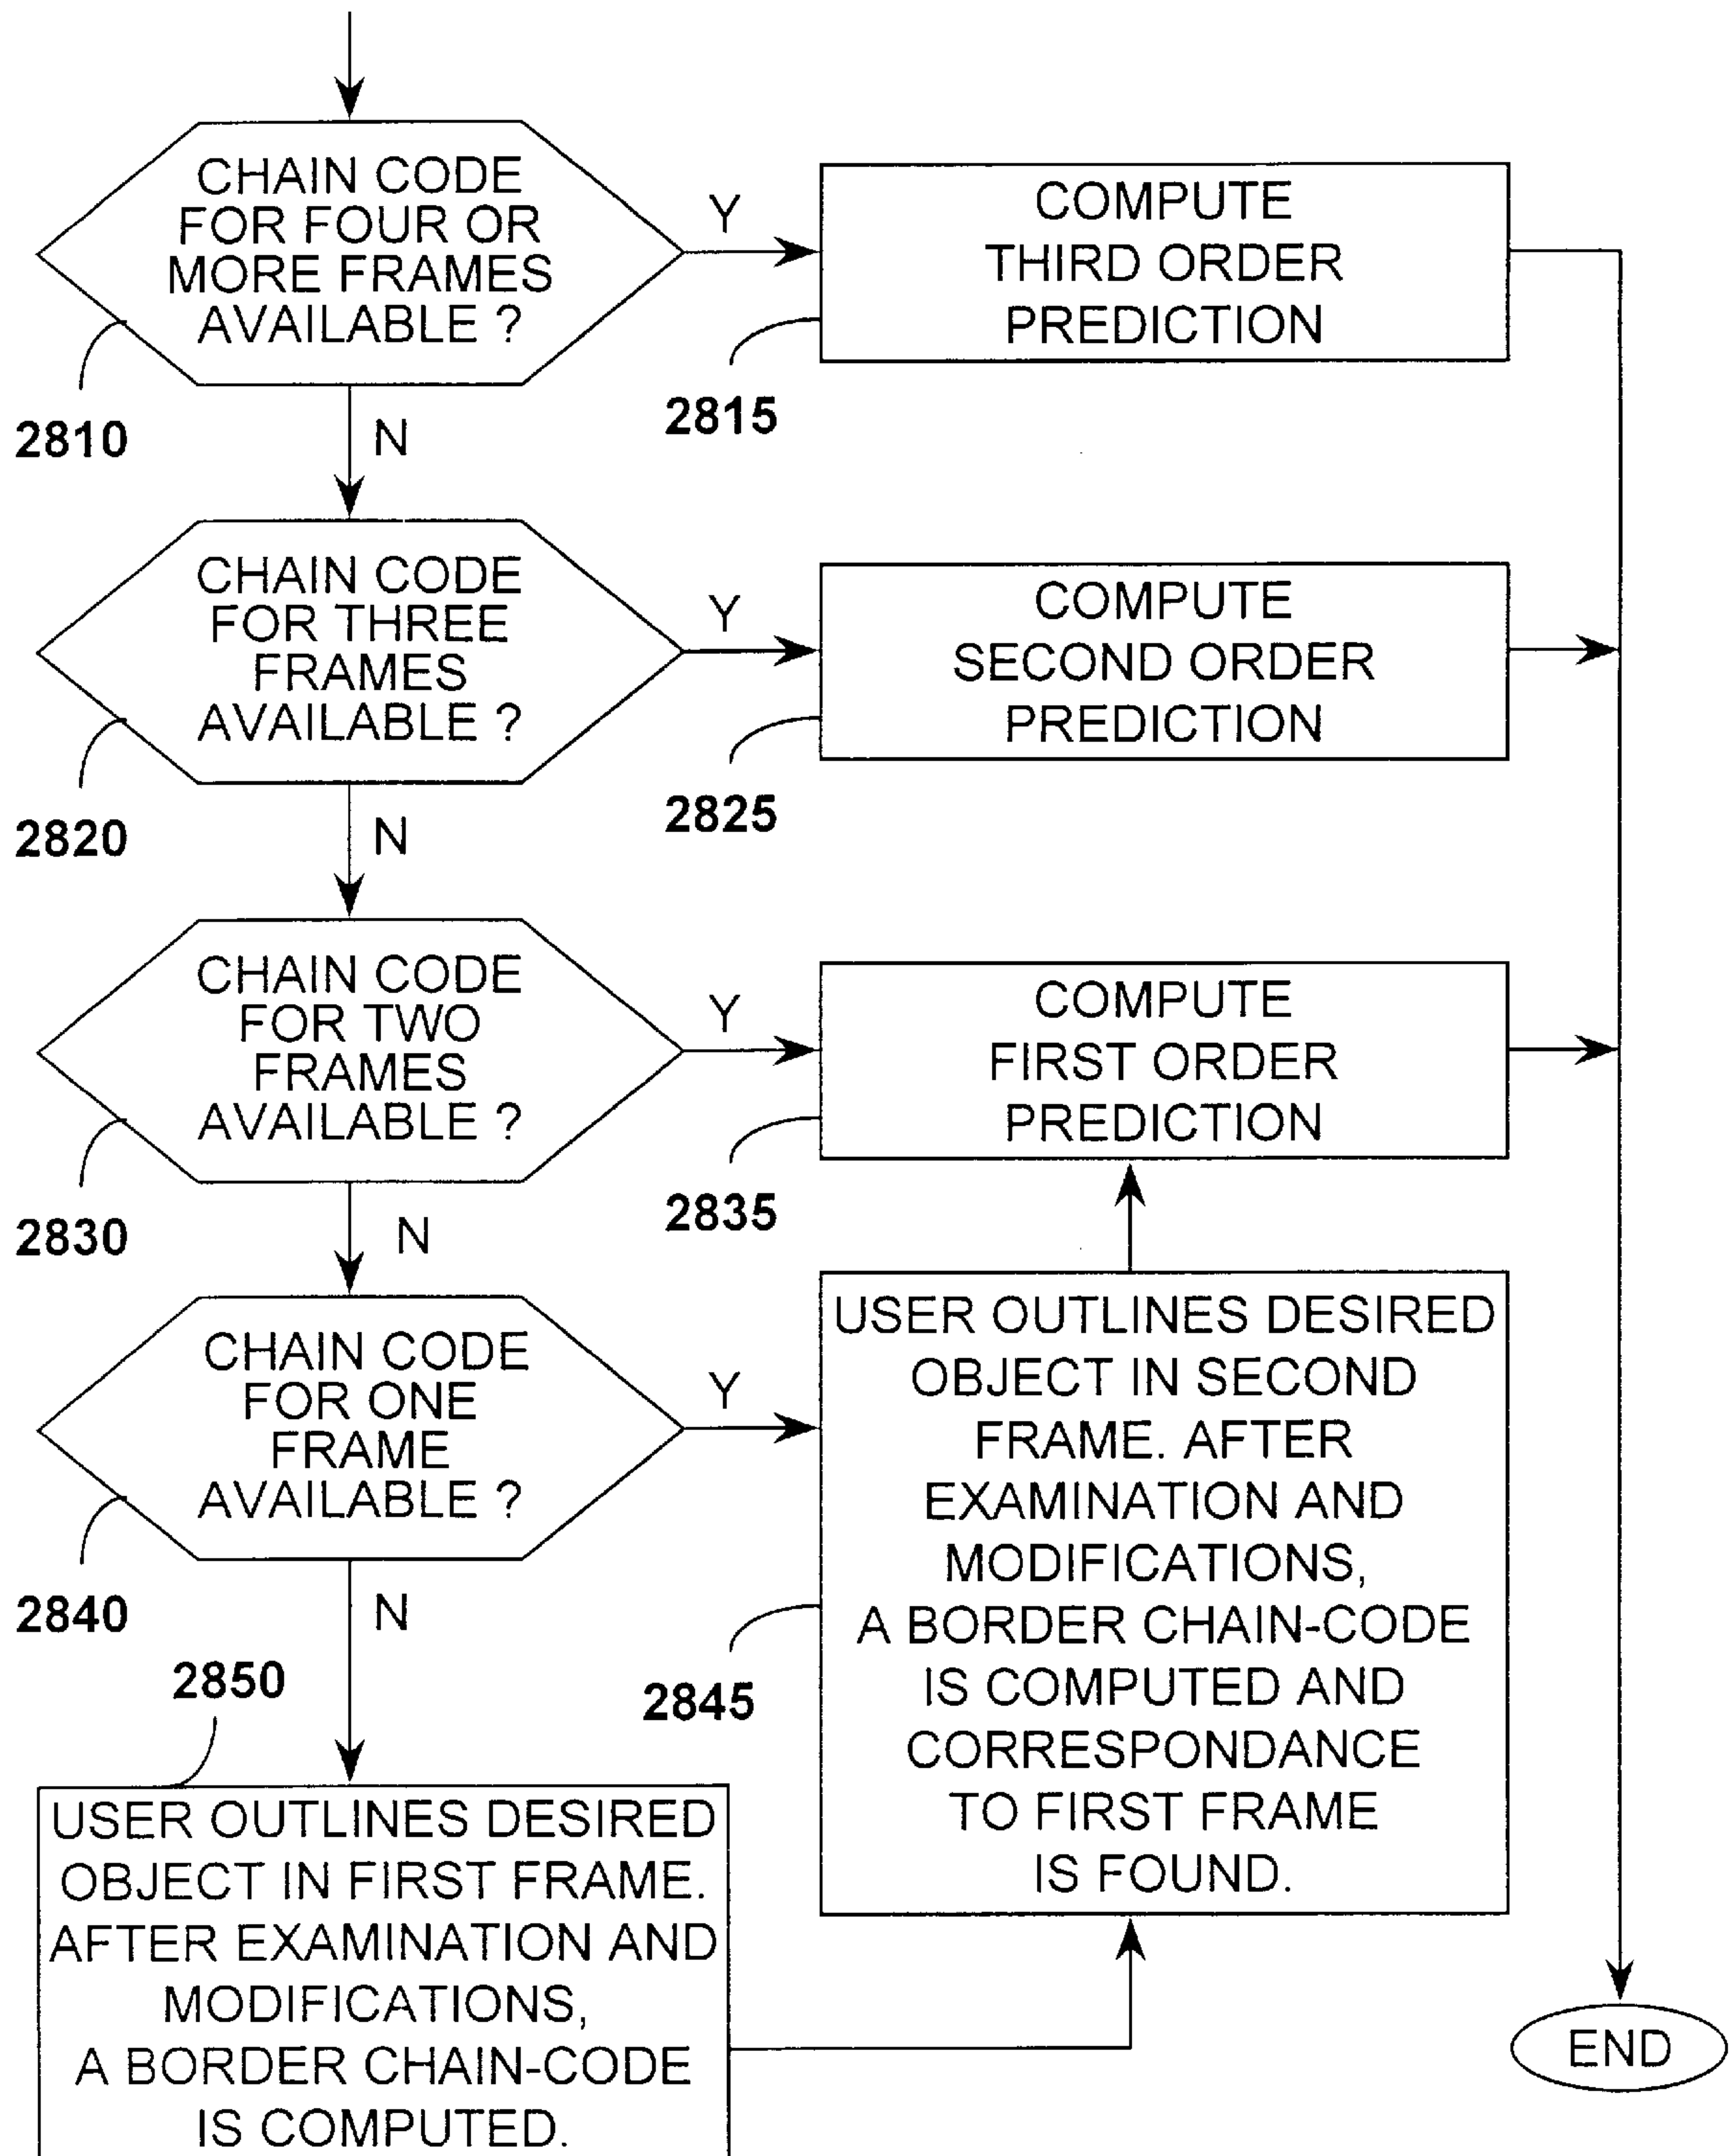 CHAIN CODE
FOR FOUR OR
MORE FRAMES
AVAILABLE ?
Y
COMPUTE
THIRD ORDER
PREDICTION
2810
N
2815
CHAIN CODE
FOR THREE
FRAMES
AVAILABLE ?
Y
COMPUTE
SECOND ORDER
PREDICTION
2820
N
2825
CHAIN CODE
FOR TWO
FRAMES
AVAILABLE ?
Y
COMPUTE
FIRST ORDER
PREDICTION
2830
N
2835
CHAIN CODE
FOR ONE
FRAME
AVAILABLE ?
Y
USER OUTLINES DESIRED
OBJECT IN SECOND
FRAME. AFTER
EXAMINATION AND
MODIFICATIONS,
A BORDER CHAIN-CODE
IS COMPUTED AND
CORRESPONDANCE
TO FIRST FRAME
IS FOUND.
2840
N
2845
2850
USER OUTLINES DESIRED
OBJECT IN FIRST FRAME.
AFTER EXAMINATION AND
MODIFICATIONS,
A BORDER CHAIN-CODE
IS COMPUTED.
END